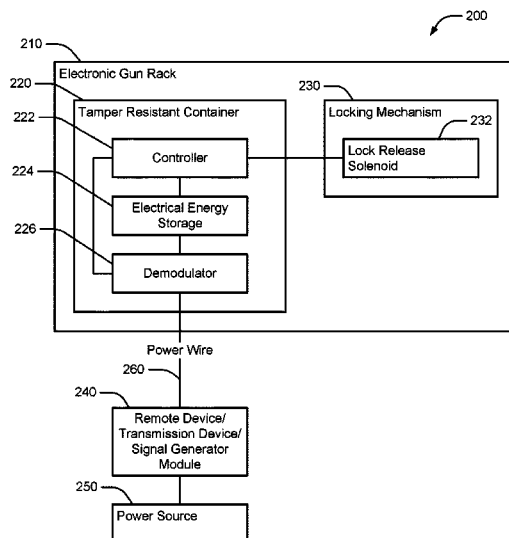 200
210
Electronic Gun Rack
220
Tamper Resistant Container
222
Controller
224
Electrical Energy
Storage
226
Demodulator
230
Locking Mechanism
232
Lock Release
Solenoid
Power Wire
260
240
Remote Device/
Transmission Device/
Signal Generator
Module
250
Power Source